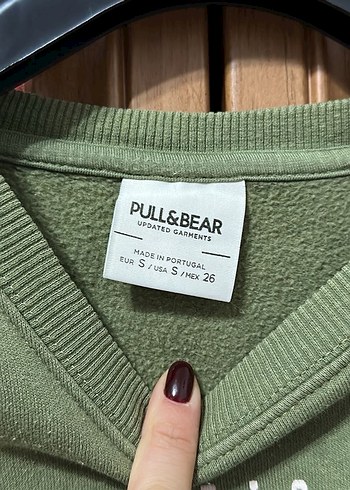 PULL&BEAR
UPDATED GARMENTS
MADE IN PORTUGAL
EUR S / USA S / MEX 26